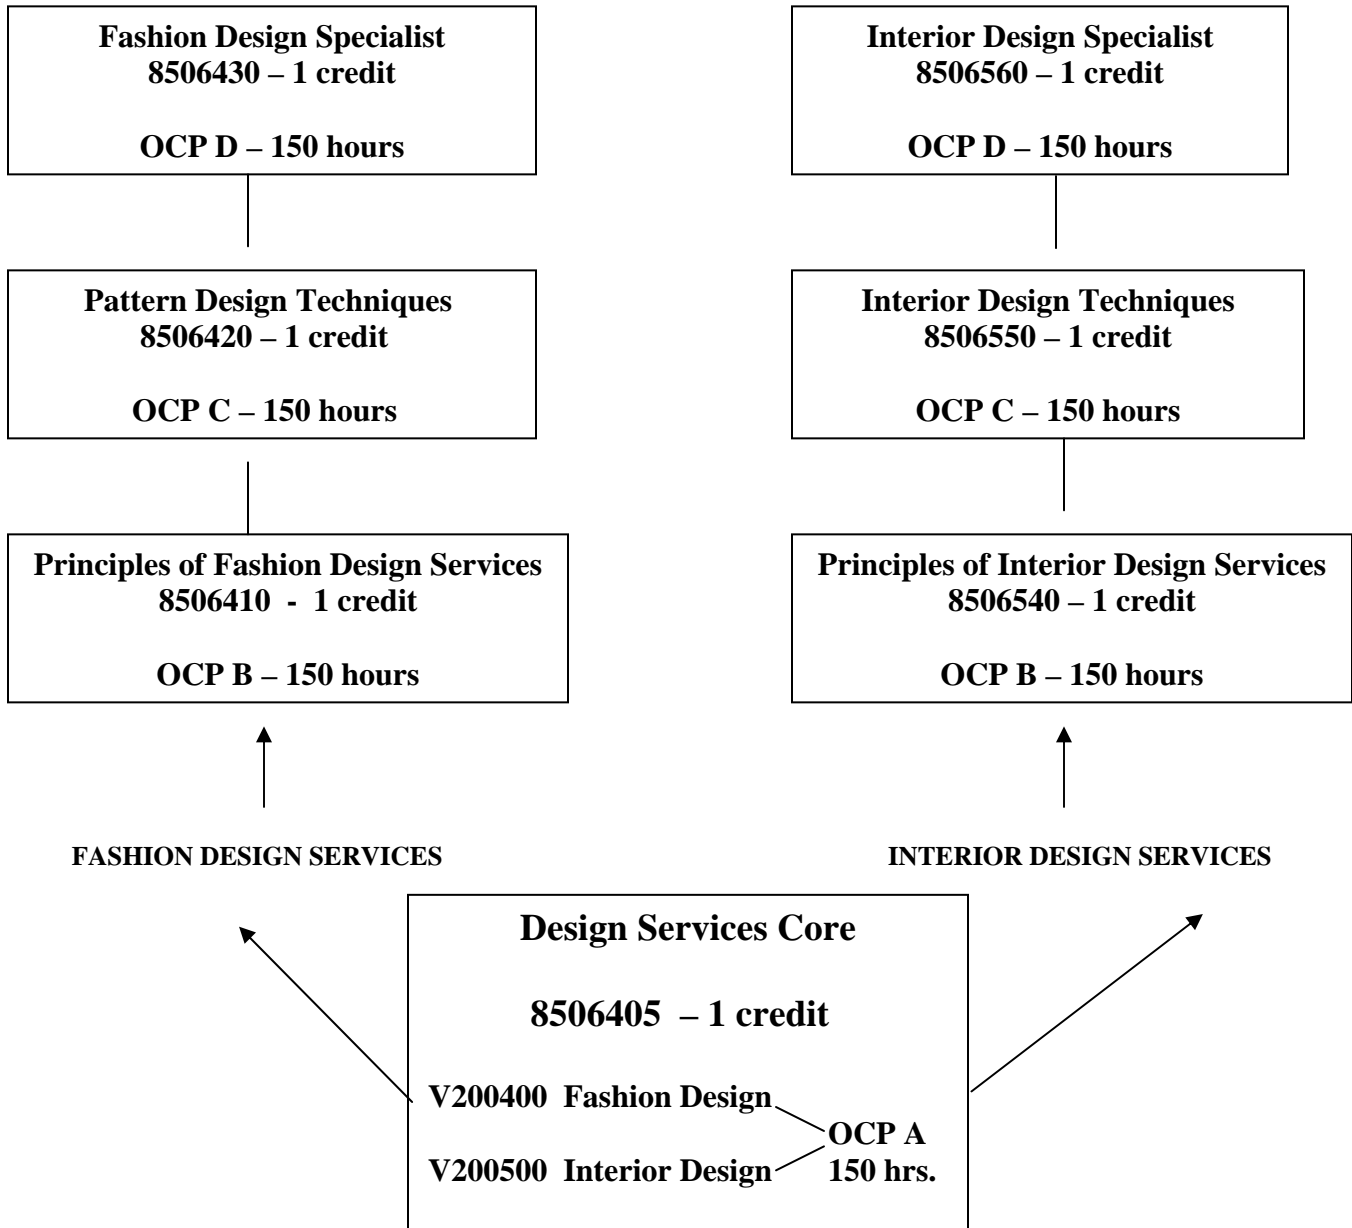 Fashion Design Specialist
8506430 – 1 credit
OCP D – 150 hours
Interior Design Specialist
8506560 – 1 credit
OCP D – 150 hours
Pattern Design Techniques
8506420 – 1 credit
OCP C – 150 hours
Interior Design Techniques
8506550 – 1 credit
OCP C – 150 hours
Principles of Fashion Design Services
8506410 - 1 credit
OCP B – 150 hours
Principles of Interior Design Services
8506540 – 1 credit
OCP B – 150 hours
FASHION DESIGN SERVICES
INTERIOR DESIGN SERVICES
Design Services Core
8506405 – 1 credit
V200400 Fashion Design
OCP A
V200500 Interior Design
150 hrs.